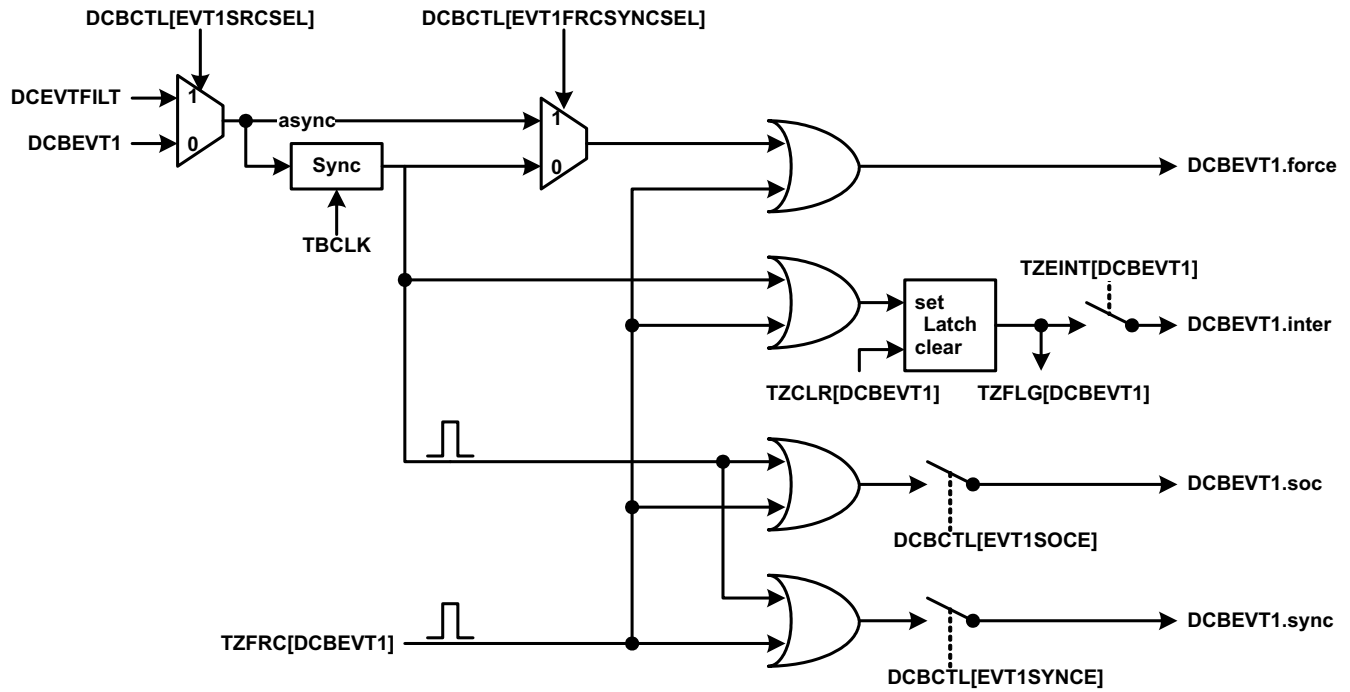 DCBCTL[EVT1SRCSEL]
DCBCTL[EVT1FRCSYNCSEL]
DCEVTFILT
1
async
1
DCBEVT1
0
Sync
0
DCBEVT1.force
TBCLK
TZEINT[DCBEVT1]
set
Latch
clear
DCBEVT1.inter
TZCLR[DCBEVT1]
TZFLG[DCBEVT1]
DCBEVT1.soc
DCBCTL[EVT1SOCE]
TZFRC[DCBEVT1]
DCBEVT1.sync
DCBCTL[EVT1SYNCE]